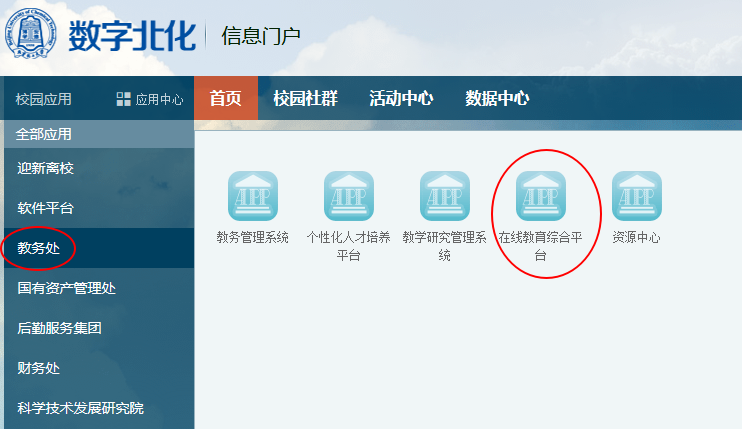 数字北化
信息门户
校园应用
应用中心
首页
校园社群
活动中心
数据中心
全部应用
迎新离校
软件平台
教务处
国有资产管理处
后勤服务集团
财务处
科学技术发展研究院
APP
教务管理系统
APP
个性化人才培养
平台
APP
教学研究管理系
统
APP
在线教育综合平
台
APP
资源中心